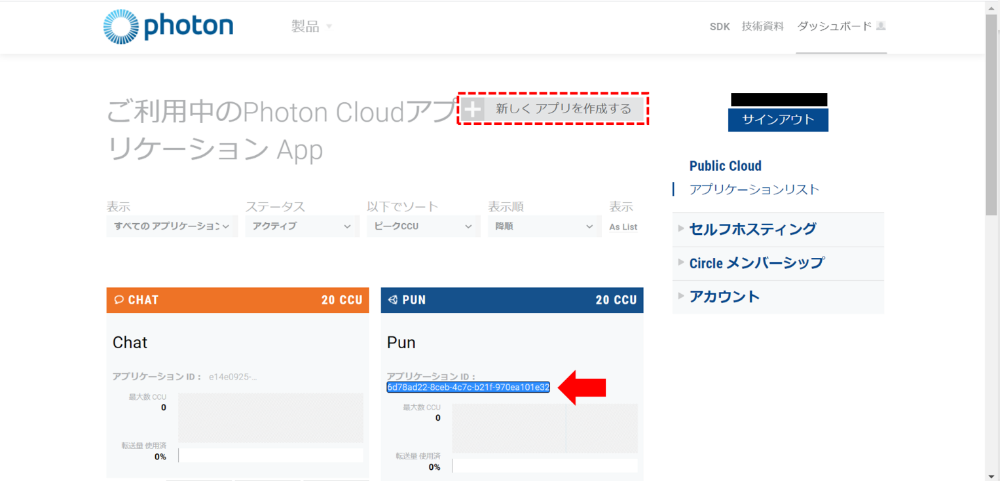 photon
製品
SDK 技術資料 ダッシュボード
ご利用中のPhoton Cloudアプ
リケーション App
新しく アプリを作成する
サインアウト
Public Cloud
アプリケーションリスト
セルフホスティング
Circle メンバーシップ
アカウント
表示 ステータス 以下でソート 表示順 表示
すべての アプリケーション アクティブ ピークCCU 降順 As List
CHAT 20 CCU
Chat
アプリケーション ID： e14e0925-...
最大数 CCU
0
転送量 使用済
0%
PUN 20 CCU
Pun
アプリケーション ID：
6d78ad22-8ceb-4c7c-b21f-970ea101e32
最大数 CCU
0
転送量 使用済
0%